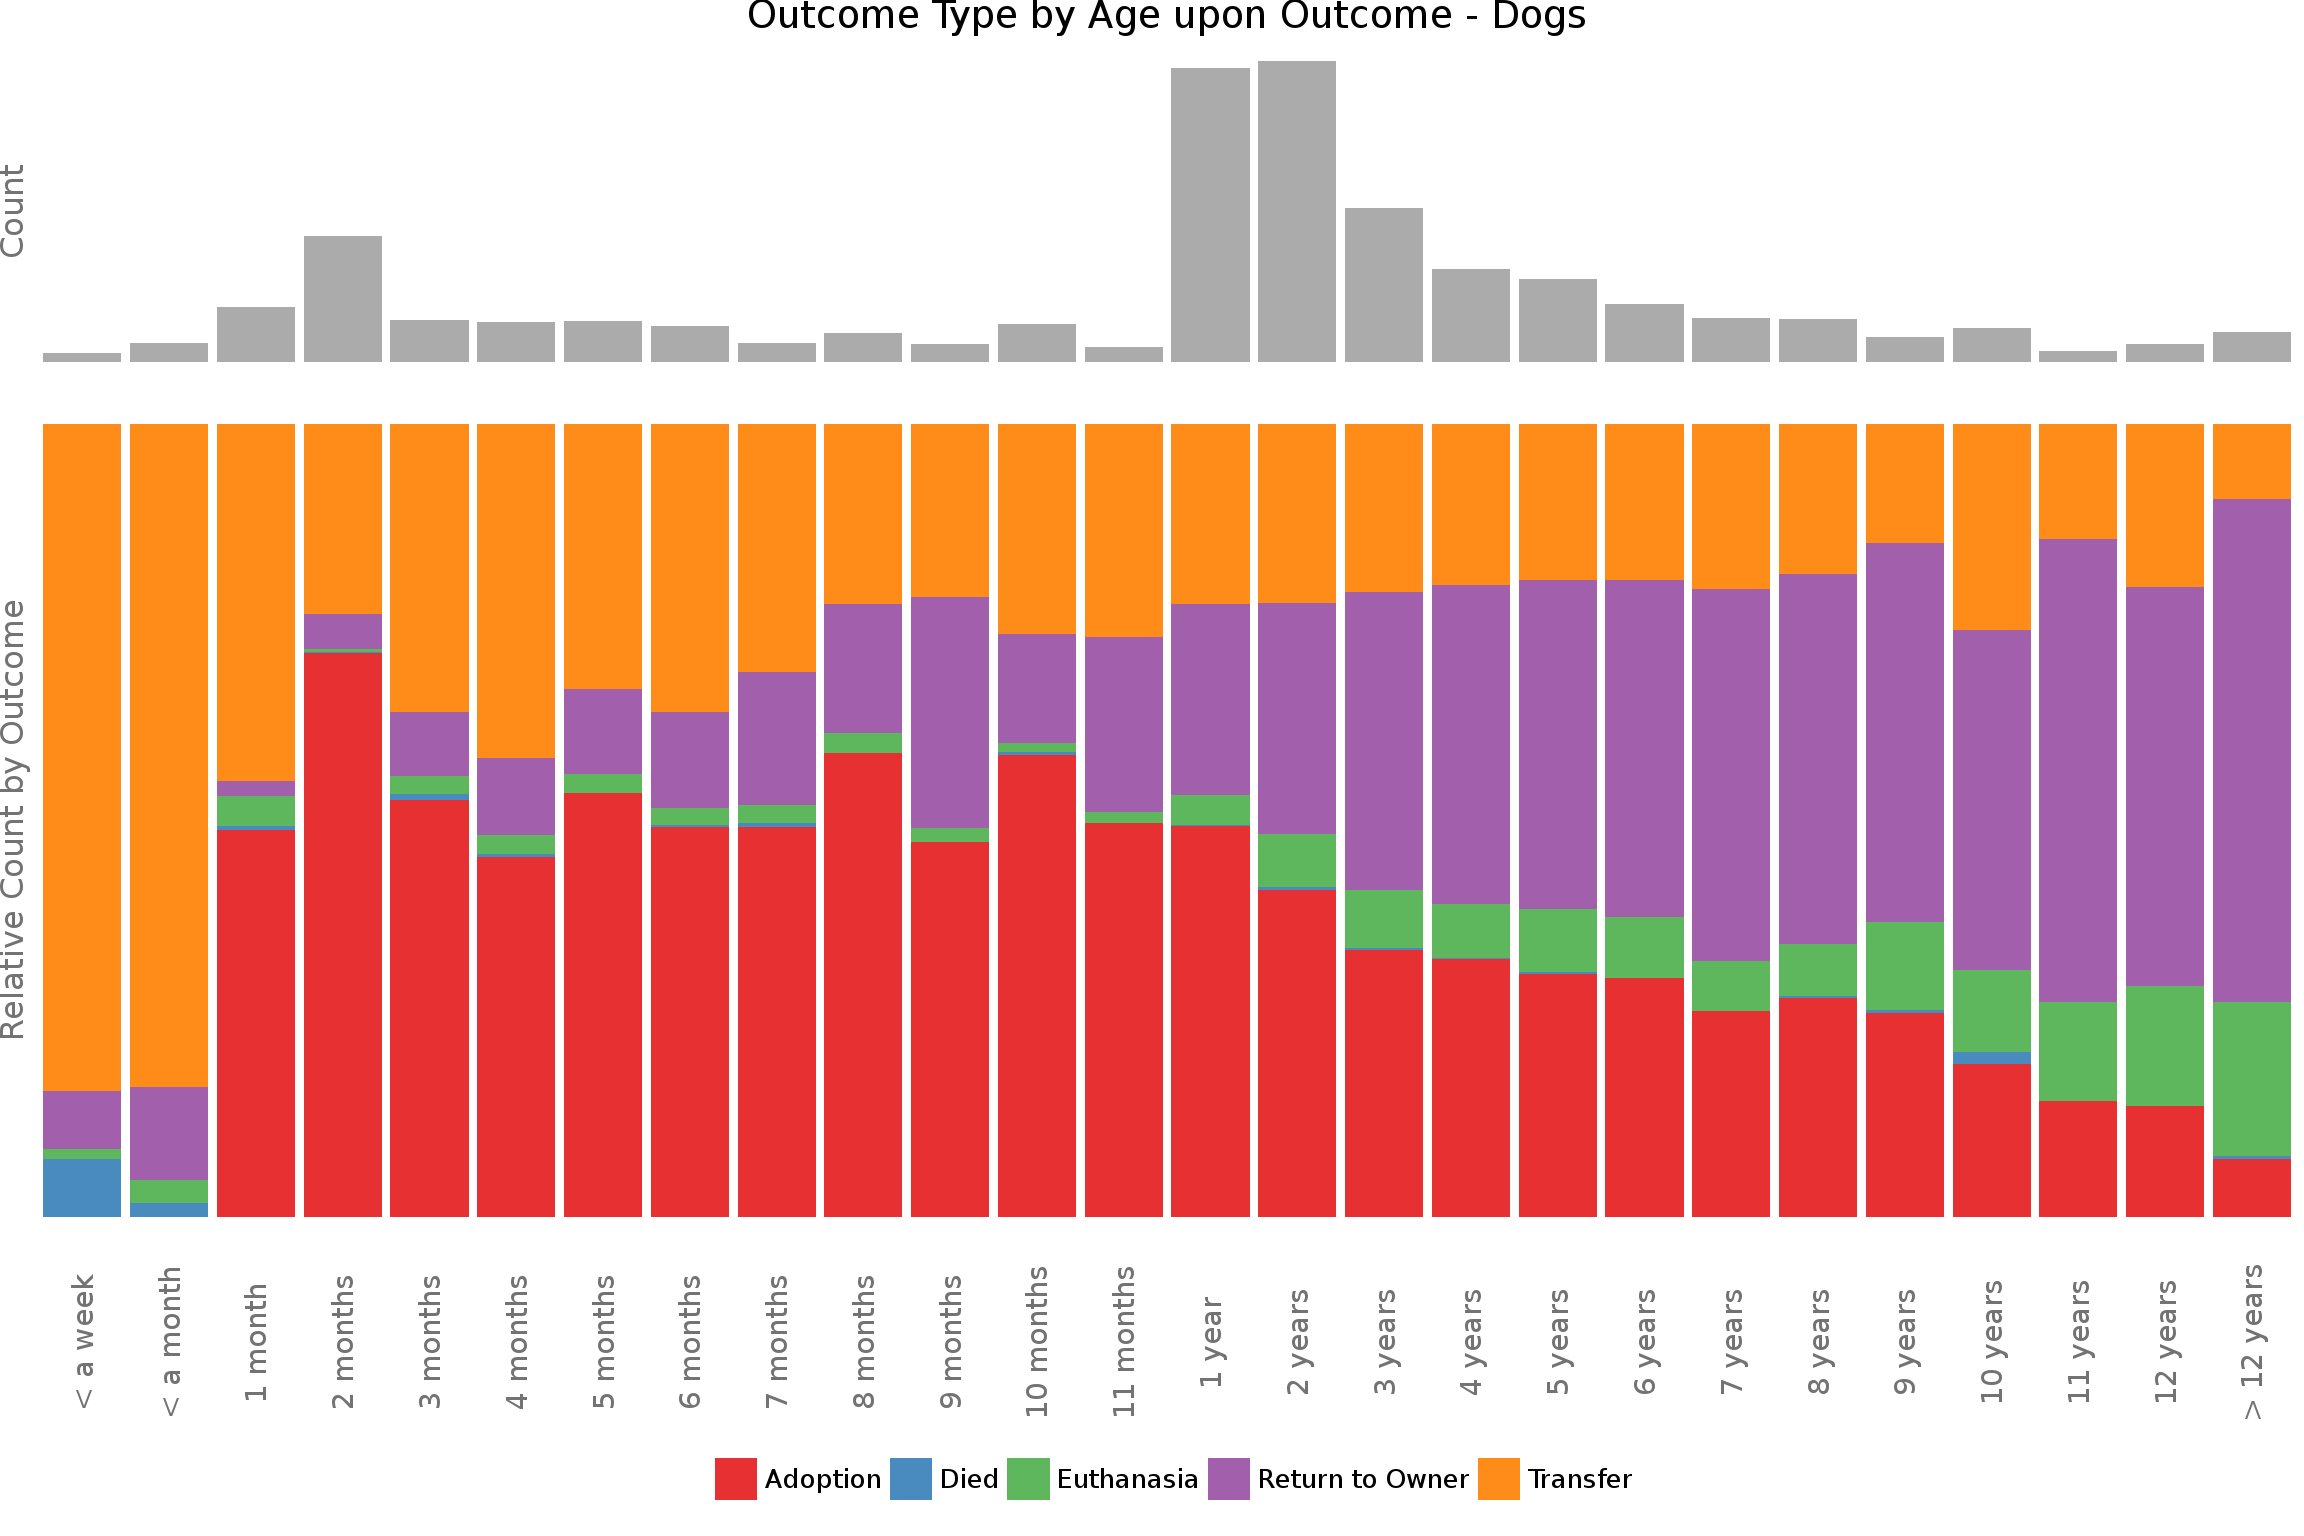 Outcome Type by Age upon Outcome - Dogs
Count
Relative Count by Outcome
< a week
< a month
1 month
2 months
3 months
4 months
5 months
6 months
7 months
8 months
9 months
10 months
11 months
1 year
2 years
3 years
4 years
5 years
6 years
7 years
8 years
9 years
10 years
11 years
12 years
> 12 years
Adoption Died Euthanasia Return to Owner Transfer